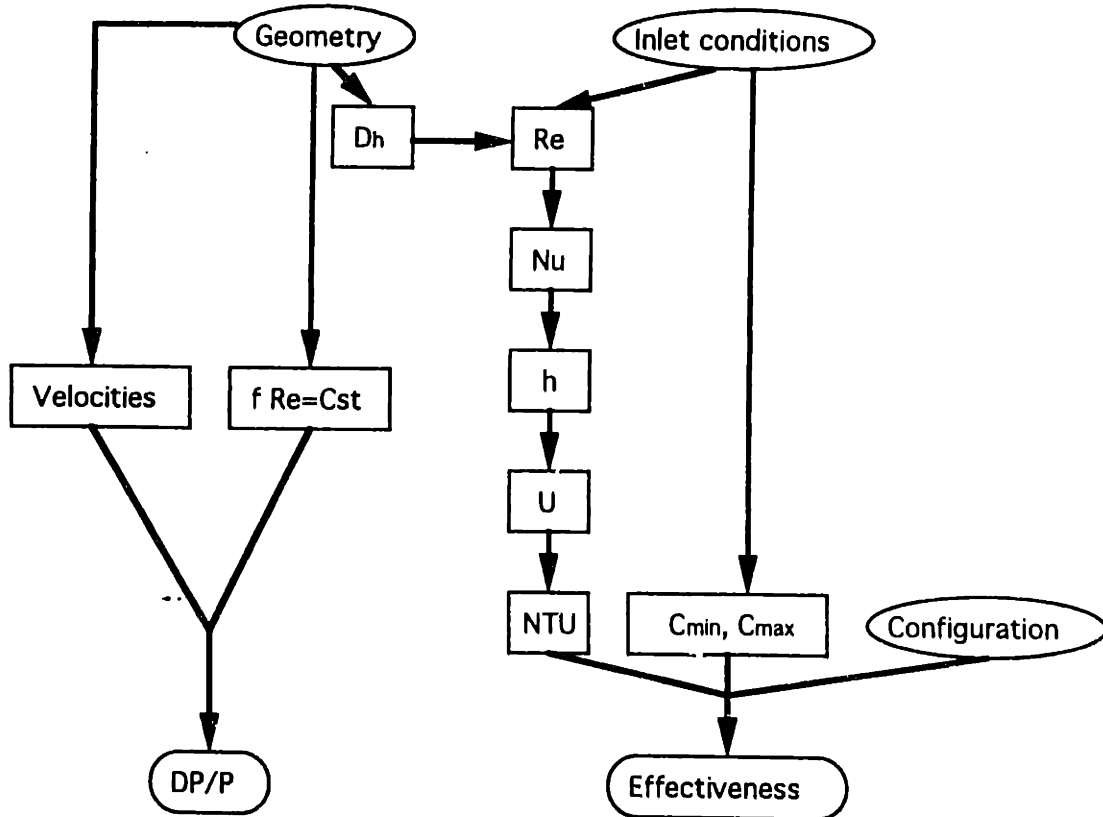 Geometry
Inlet conditions
Dh
Re
Nu
Velocities
f Re=Cst
h
U
NTU
Cmin, Cmax
Configuration
DP/P
Effectiveness